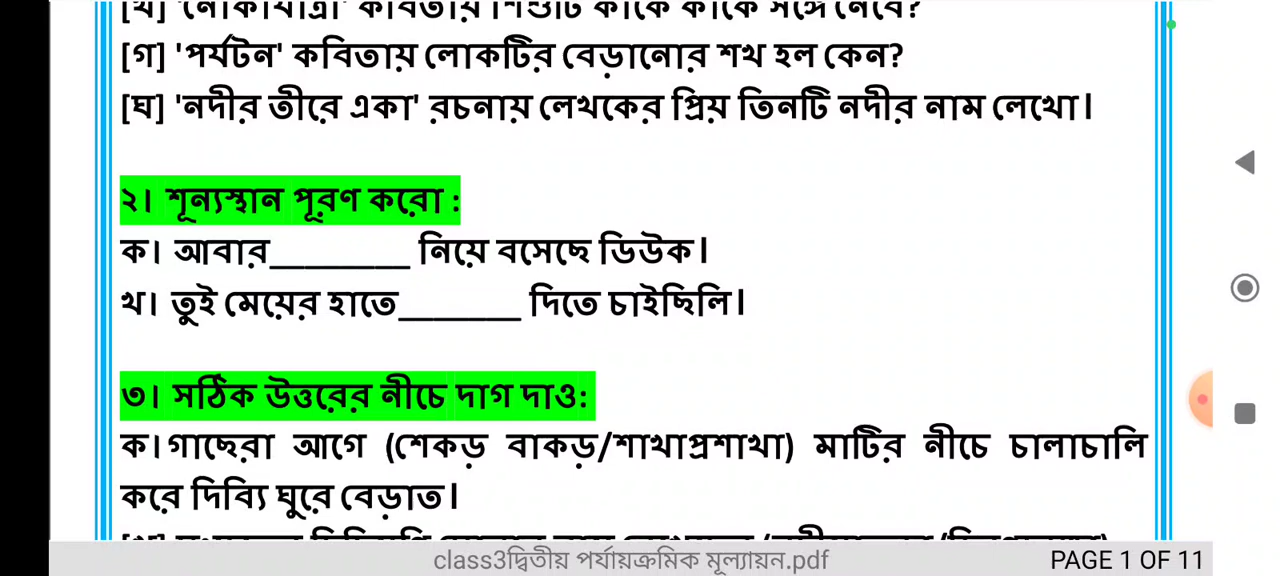 [খ] 'নৌকাযাত্রা' কবিতায় শিশুটি কাকে কাকে সঙ্গে নেবে?
[গ] 'পর্যটন' কবিতায় লোকটির বেড়ানোর শখ হল কেন?
[ঘ] 'নদীর তীরে একা' রচনায় লেখকের প্রিয় তিনটি নদীর নাম লেখো।
২। শূন্যস্থান পূরণ করো :
ক। আবার________ নিয়ে বসেছে ডিউক।
খ। তুই মেয়ের হাতে_______ দিতে চাইছিলি।
৩। সঠিক উত্তরের নীচে দাগ দাও:
ক। গাছেরা আগে (শেকড় বাকড়/শাখাপ্রশাখা) মাটির নীচে চালাচালি
করে দিব্যি ঘুরে বেড়াত।
class3দ্বিতীয় পর্যায়ক্রমিক মূল্যায়ন.pdf
PAGE 1 OF 11